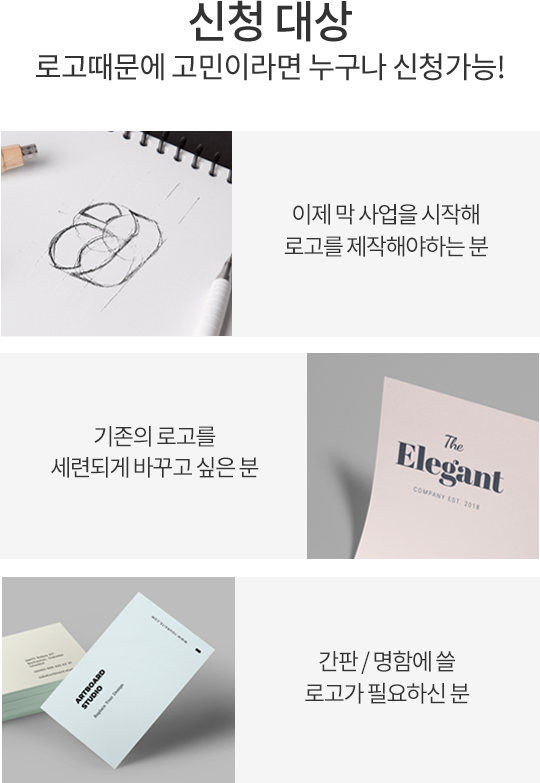 신청 대상
로고때문에 고민이라면 누구나 신청가능!
이제 막 사업을 시작해
로고를 제작해야하는 분
기존의 로고를
세련되게 바꾸고 싶은 분
The
Elegant
COMPANY EST. 2018
ARTBOARD
STUDIO
간판 / 명함에 쓸
로고가 필요하신 분